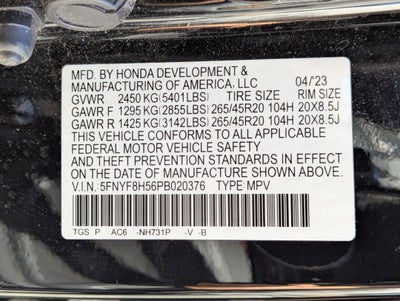 MFD. BY HONDA DEVELOPMENT &
MANUFACTURING OF AMERICA, LLC 04/'23
GVWR 2450 KG(5401LBS) TIRE SIZE RIM SIZE
GAWR F 1295 KG(2855LBS) 265/45R20 104H 20X8.5J
GAWR R 1425 KG(3142LBS) 265/45R20 104H 20X8.5J
THIS VEHICLE CONFORMS TO ALL APPLICABLE
FEDERAL MOTOR VEHICLE SAFETY
AND THEFT PREVENTION STANDARDS IN EFFECT
ON THE DATE OF MANUFACTURE SHOWN ABOVE.
V.I.N. 5FNYF8H56PB020376 TYPE MPV
TGS P AC6 -NH731P -V -B